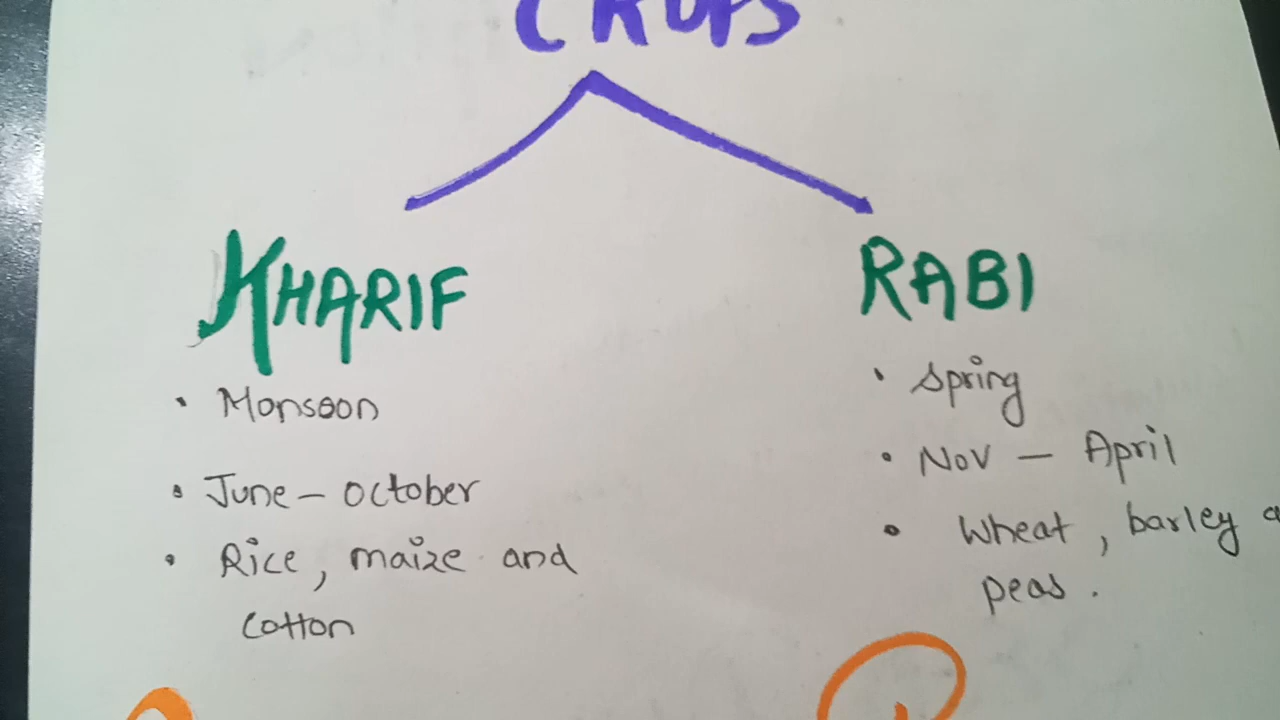 CROPS
KHARIF
• Monsoon
• June – October
• Rice, maize and
cotton
RABI
• Spring
• Nov – April
• Wheat, barley
peas.